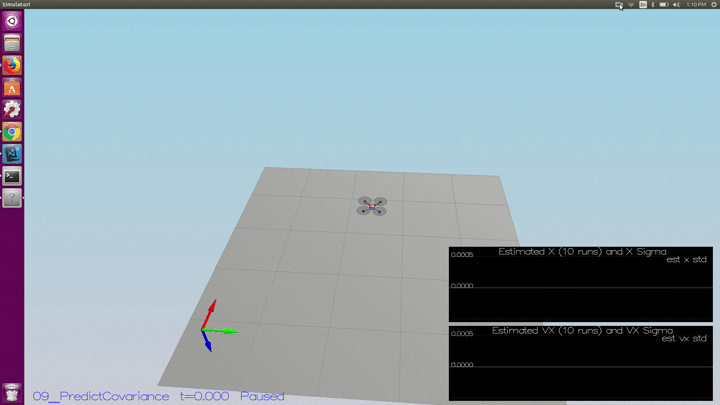 Simulator!
En
1:10 PM
Estimated X (10 runs) and X Sigma
est x std
0.0005
0.0000
Estimated VX (10 runs) and VX Sigma
0.0005
est vx std
0.0000
09_PredictCovariance t=0.000 Paused